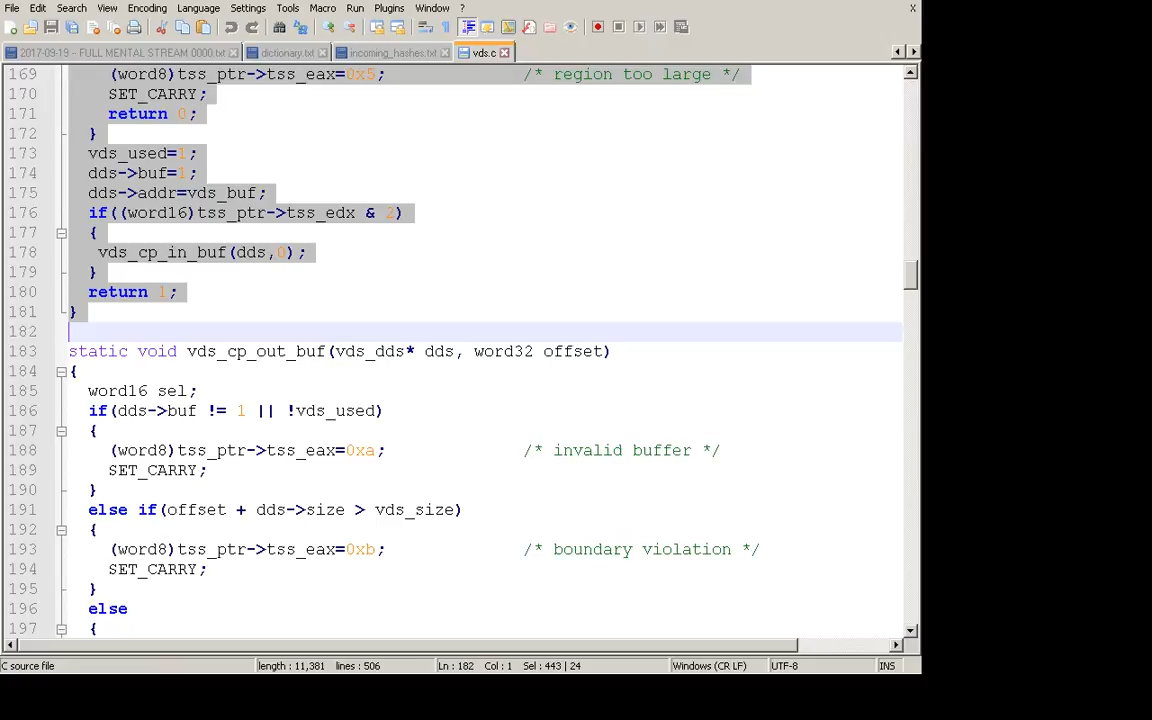 File Edit Search View Encoding Language Settings Tools Macro Run Plugins Window ? X
2017-09-19 -- FULL MENTAL STREAM 0000.txt dictionary.txt incoming_hashes.txt vds.c
169 (word8)tss_ptr->tss_eax=0x5; /* region too large */
170 SET_CARRY;
171 return 0;
172 }
173 vds_used=1;
174 dds->buf=1;
175 dds->addr=vds_buf;
176 if((word16)tss_ptr->tss_edx & 2)
177 {
178 vds_cp_in_buf(dds,0);
179 }
180 return 1;
181 }
182
183 static void vds_cp_out_buf(vds_dds* dds, word32 offset)
184 {
185 word16 sel;
186 if(dds->buf != 1 || !vds_used)
187 {
188 (word8)tss_ptr->tss_eax=0xa; /* invalid buffer */
189 SET_CARRY;
190 }
191 else if(offset + dds->size > vds_size)
192 {
193 (word8)tss_ptr->tss_eax=0xb; /* boundary violation */
194 SET_CARRY;
195 }
196 else
197 {
C source file length : 11,381 lines : 506 Ln : 182 Col : 1 Sel : 443 | 24 Windows (CR LF) UTF-8 INS